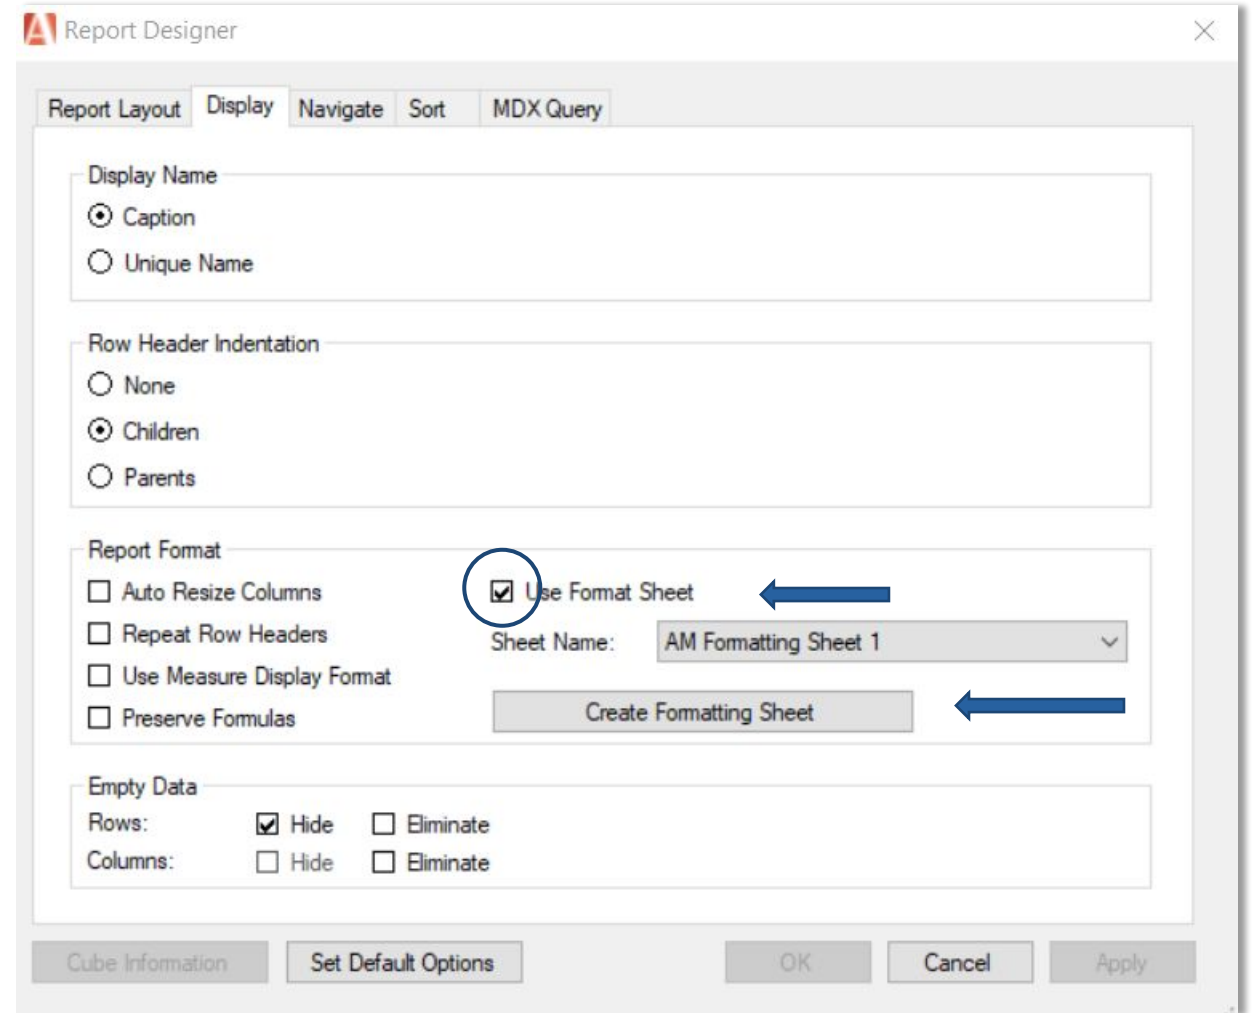 Report Designer
Report Layout Display Navigate Sort MDX Query
Display Name
Caption
Unique Name
Row Header Indentation
None
Children
Parents
Report Format
Auto Resize Columns Use Format Sheet
Repeat Row Headers Sheet Name: AM Formatting Sheet 1
Use Measure Display Format
Preserve Formulas Create Formatting Sheet
Empty Data
Rows: Hide Eliminate
Columns: Hide Eliminate
Cube Information Set Default Options OK Cancel Apply